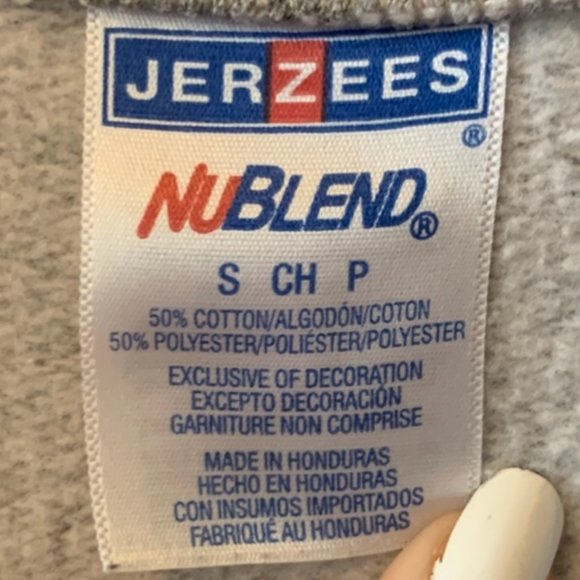 JERZEES
®
NUBLEND®
S CH P
50% COTTON/ALGODÓN/COTON
50% POLYESTER/POLIÉSTER/POLYESTER
EXCLUSIVE OF DECORATION
EXCEPTO DECORACIÓN
GARNITURE NON COMPRISE
MADE IN HONDURAS
HECHO EN HONDURAS
CON INSUMOS IMPORTADOS
FABRIQUÉ AU HONDURAS